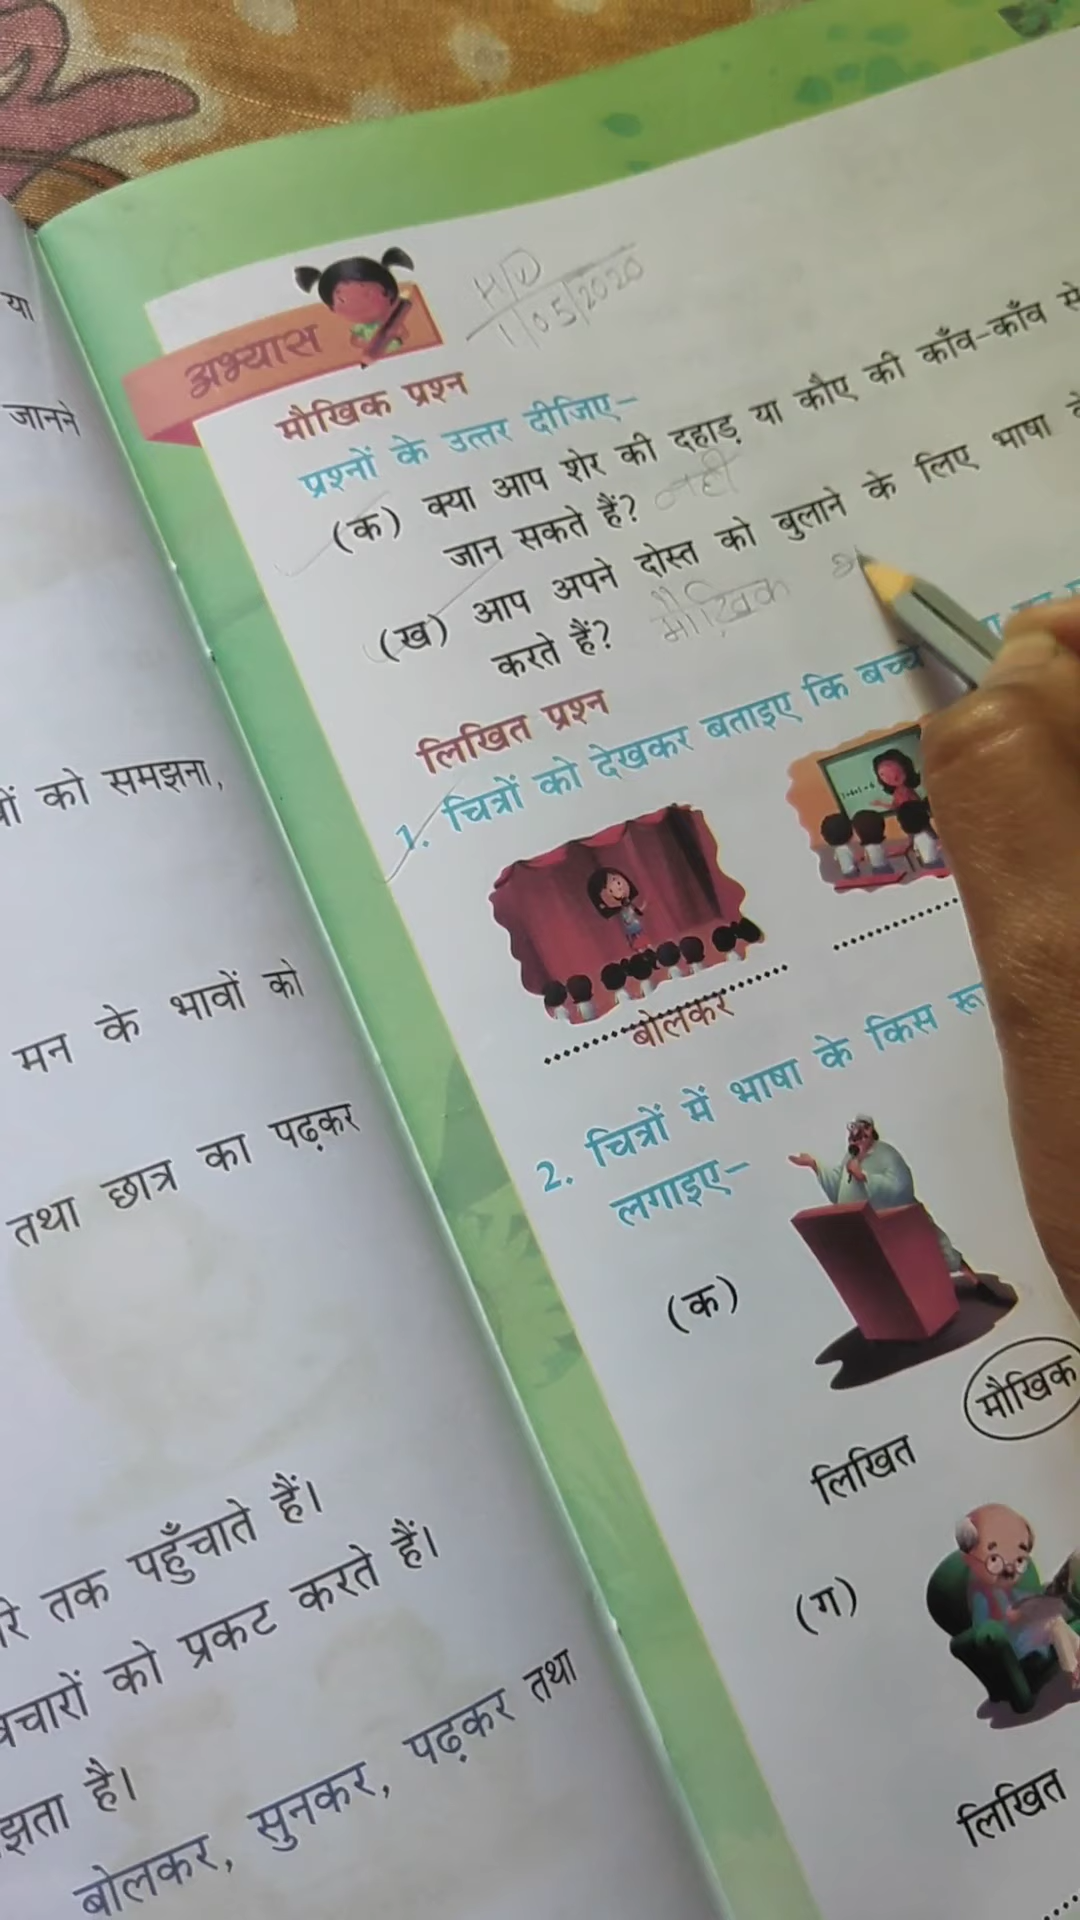 या
जानने
को समझना,
मन के भावों को
तथा छात्र का पढ़कर
तक पहुँचाते हैं।
को प्रकट करते हैं।
है।
बोलकर, सुनकर, पढ़कर तथा
अभ्यास
H/W
1/05/2020
मौखिक प्रश्न
प्रश्नों के उत्तर दीजिए–
(क) क्या आप शेर की दहाड़ या कौए की काँव-काँव से
जान सकते हैं? नही
(ख) आप अपने दोस्त को बुलाने के लिए भाषा
करते हैं? मौखिक
लिखित प्रश्न
1. चित्रों को देखकर बताइए कि बच्चे
बोलकर
2. चित्रों में भाषा के किस
लगाइए–
(क)
लिखित मौखिक
(ग)
लिखित